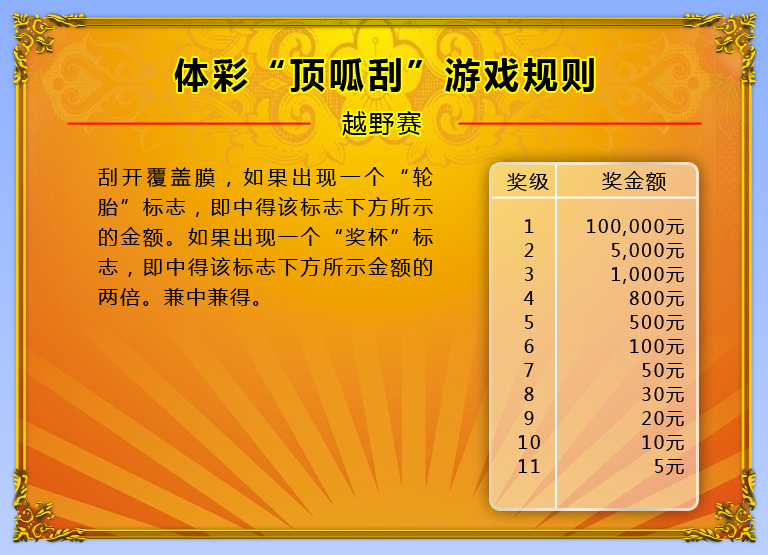 体彩“顶呱刮”游戏规则
越野赛
刮开覆盖膜，如果出现一个“轮
胎”标志，即中得该标志下方所示
的金额。如果出现一个“奖杯”标
志，即中得该标志下方所示金额的
两倍。兼中兼得。
奖级 奖金额
1 100,000元
2 5,000元
3 1,000元
4 800元
5 500元
6 100元
7 50元
8 30元
9 20元
10 10元
11 5元